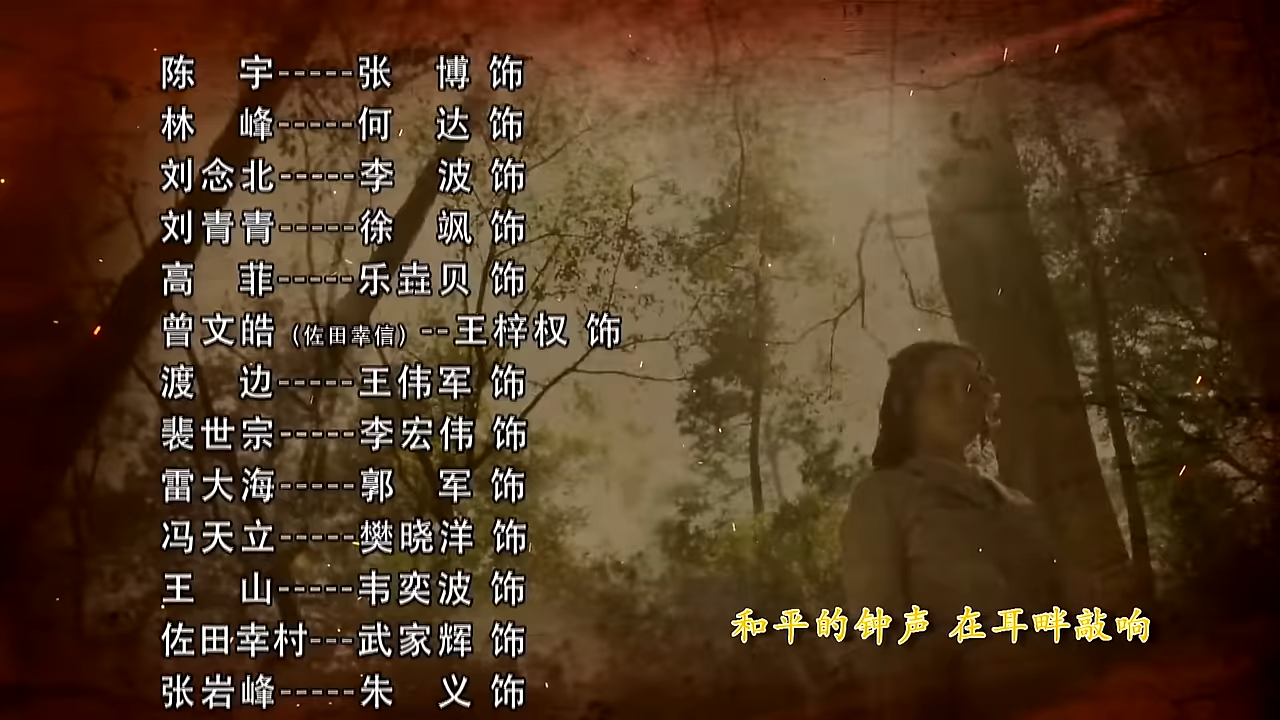 陈　宇-----张　博 饰
林　峰-----何　达 饰
刘念北-----李　波 饰
刘青青-----徐　飒 饰
高　菲-----乐垚贝 饰
曾文皓（佐田幸信）--王梓权 饰
渡　边-----王伟军 饰
裴世宗-----李宏伟 饰
雷大海-----郭　军 饰
冯天立-----樊晓洋 饰
王　山-----韦奕波 饰
佐田幸村---武家辉 饰
张岩峰-----朱　义 饰
和平的钟声 在耳畔敲响